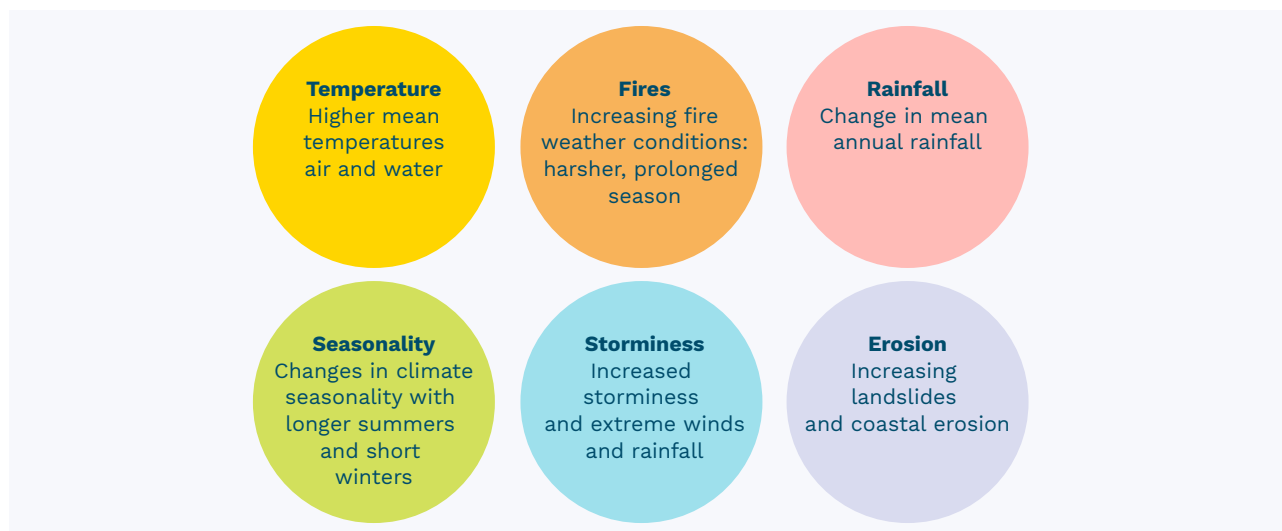 Temperature
Higher mean
temperatures
air and water
Fires
Increasing fire
weather conditions:
harsher, prolonged
season
Rainfall
Change in mean
annual rainfall
Seasonality
Changes in climate
seasonality with
longer summers
and short
winters
Storminess
Increased
storminess
and extreme winds
and rainfall
Erosion
Increasing
landslides
and coastal erosion